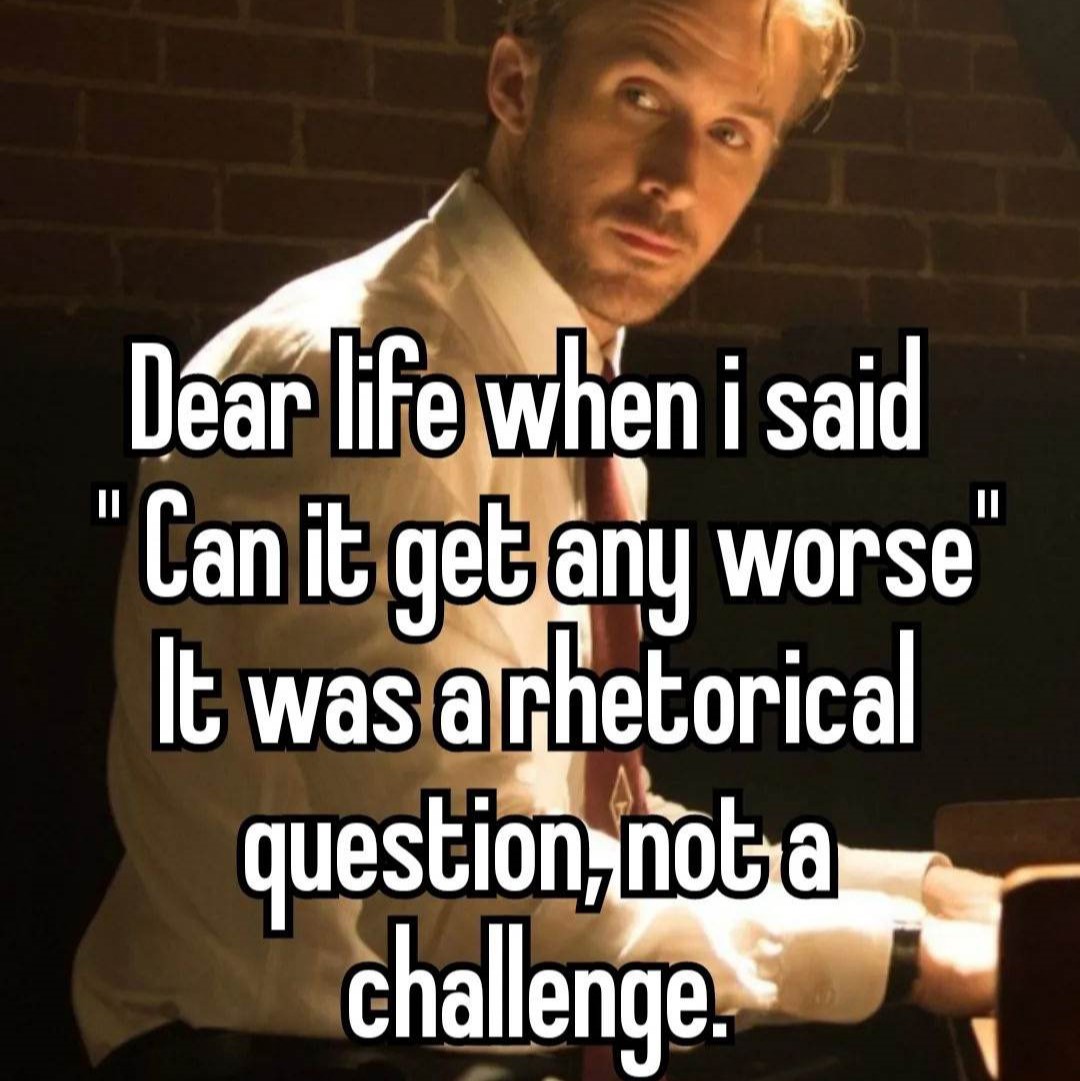 Dear life when i said
" Can it get any worse"
It was a rhetorical
question, not a
challenge.